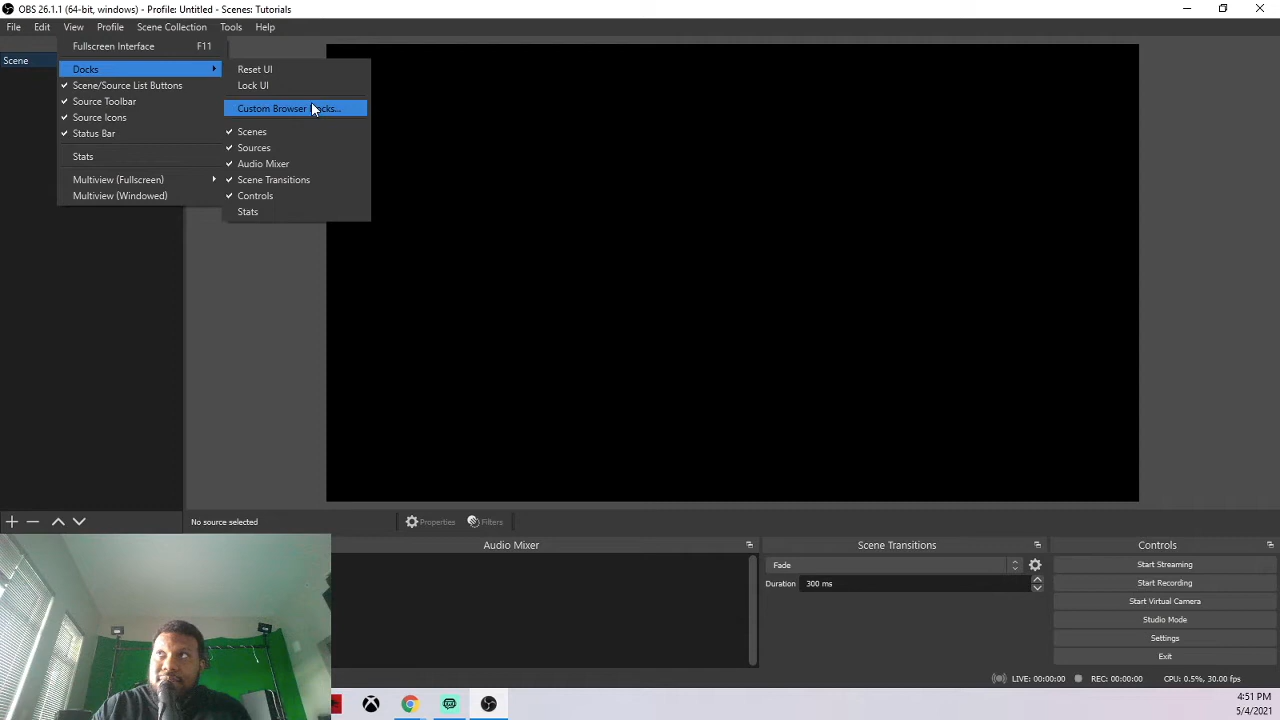 OBS 26.1.1 (64-bit, windows) - Profile: Untitled - Scenes: Tutorials
File Edit View Profile Scene Collection Tools Help
Fullscreen Interface F11
Docks
Scene/Source List Buttons
Source Toolbar
Source Icons
Status Bar
Stats
Multiview (Fullscreen)
Multiview (Windowed)
Reset UI
Lock UI
Custom Browser
Scenes
Sources
Audio Mixer
Scene Transitions
Controls
Stats
Scene
No source selected Properties Filters
Audio Mixer
Scene Transitions
Fade
Duration 300 ms
Controls
Start Streaming
Start Recording
Start Virtual Camera
Studio Mode
Settings
Exit
LIVE: 00:00:00 REC: 00:00:00 CPU: 0.5%, 30.00 fps
4:51 PM
5/4/2021